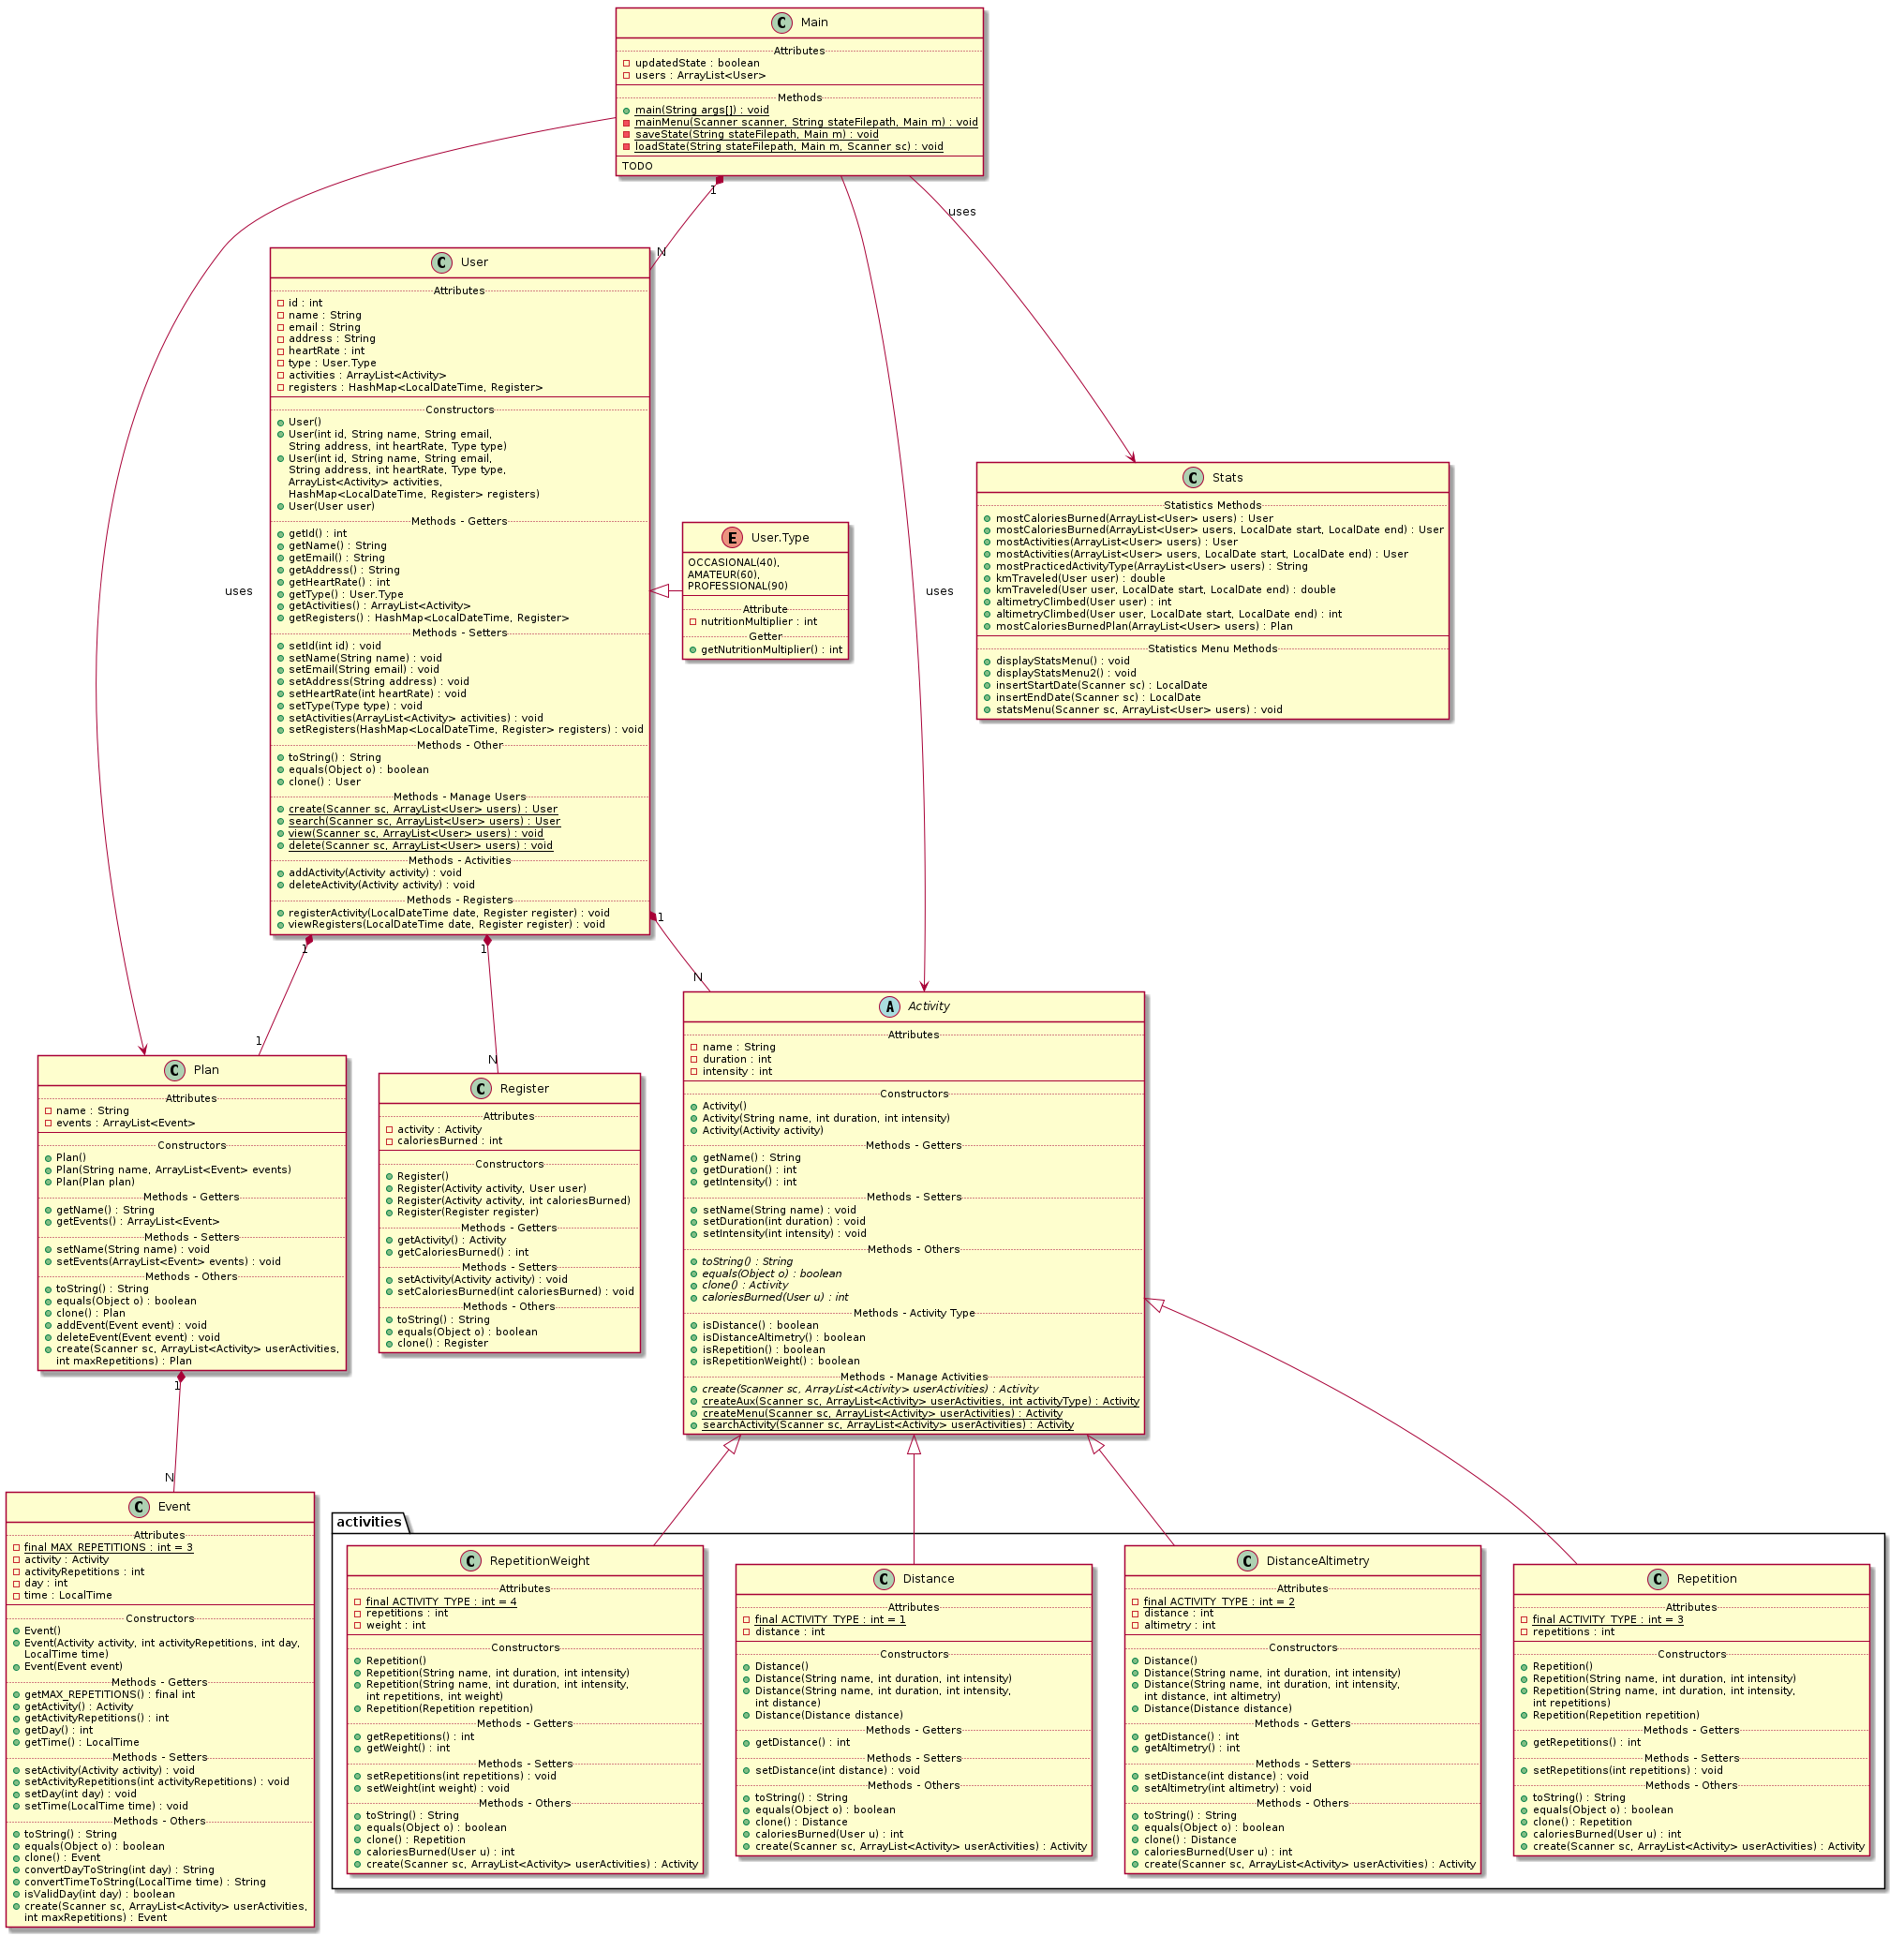 C Main
Attributes
updatedState : boolean
users : ArrayList<User>
Methods
main(String args[]) : void
mainMenu(Scanner scanner, String stateFilepath, Main m) : void
saveState(String stateFilepath, Main m) : void
loadState(String stateFilepath, Main m, Scanner sc) : void
TODO
1
N
uses
uses
uses
C User
Attributes
id : int
name : String
email : String
address : String
heartRate : int
type : User.Type
activities : ArrayList<Activity>
registers : HashMap<LocalDateTime, Register>
Constructors
User()
User(int id, String name, String email,
String address, int heartRate, Type type)
User(int id, String name, String email,
String address, int heartRate, Type type,
ArrayList<Activity> activities,
HashMap<LocalDateTime, Register> registers)
User(User user)
Methods - Getters
getId() : int
getName() : String
getEmail() : String
getAddress() : String
getHeartRate() : int
getType() : User.Type
getActivities() : ArrayList<Activity>
getRegisters() : HashMap<LocalDateTime, Register>
Methods - Setters
setId(int id) : void
setName(String name) : void
setEmail(String email) : void
setAddress(String address) : void
setHeartRate(int heartRate) : void
setType(Type type) : void
setActivities(ArrayList<Activity> activities) : void
setRegisters(HashMap<LocalDateTime, Register> registers) : void
Methods - Other
toString() : String
equals(Object o) : boolean
clone() : User
Methods - Manage Users
create(Scanner sc, ArrayList<User> users) : User
search(Scanner sc, ArrayList<User> users) : User
view(Scanner sc, ArrayList<User> users) : void
delete(Scanner sc, ArrayList<User> users) : void
Methods - Activities
addActivity(Activity activity) : void
deleteActivity(Activity activity) : void
Methods - Registers
registerActivity(LocalDateTime date, Register register) : void
viewRegisters(LocalDateTime date, Register register) : void
E User.Type
OCCASIONAL(40),
AMATEUR(60),
PROFESSIONAL(90)
Attribute
nutritionMultiplier : int
Getter
getNutritionMultiplier() : int
C Stats
Statistics Methods
mostCaloriesBurned(ArrayList<User> users) : User
mostCaloriesBurned(ArrayList<User> users, LocalDate start, LocalDate end) : User
mostActivities(ArrayList<User> users) : User
mostActivities(ArrayList<User> users, LocalDate start, LocalDate end) : User
mostPracticedActivityType(ArrayList<User> users) : String
kmTraveled(User user) : double
kmTraveled(User user, LocalDate start, LocalDate end) : double
altimetryClimbed(User user) : int
altimetryClimbed(User user, LocalDate start, LocalDate end) : int
mostCaloriesBurnedPlan(ArrayList<User> users) : Plan
Statistics Menu Methods
displayStatsMenu() : void
displayStatsMenu2() : void
insertStartDate(Scanner sc) : LocalDate
insertEndDate(Scanner sc) : LocalDate
statsMenu(Scanner sc, ArrayList<User> users) : void
1
1
1
N
1
N
C Plan
Attributes
name : String
events : ArrayList<Event>
Constructors
Plan()
Plan(String name, ArrayList<Event> events)
Plan(Plan plan)
Methods - Getters
getName() : String
getEvents() : ArrayList<Event>
Methods - Setters
setName(String name) : void
setEvents(ArrayList<Event> events) : void
Methods - Others
toString() : String
equals(Object o) : boolean
clone() : Plan
addEvent(Event event) : void
deleteEvent(Event event) : void
create(Scanner sc, ArrayList<Activity> userActivities,
int maxRepetitions) : Plan
C Register
Attributes
activity : Activity
caloriesBurned : int
Constructors
Register()
Register(Activity activity, User user)
Register(Activity activity, int caloriesBurned)
Register(Register register)
Methods - Getters
getActivity() : Activity
getCaloriesBurned() : int
Methods - Setters
setActivity(Activity activity) : void
setCaloriesBurned(int caloriesBurned) : void
Methods - Others
toString() : String
equals(Object o) : boolean
clone() : Register
A Activity
Attributes
name : String
duration : int
intensity : int
Constructors
Activity()
Activity(String name, int duration, int intensity)
Activity(Activity activity)
Methods - Getters
getName() : String
getDuration() : int
getIntensity() : int
Methods - Setters
setName(String name) : void
setDuration(int duration) : void
setIntensity(int intensity) : void
Methods - Others
toString() : String
equals(Object o) : boolean
clone() : Activity
caloriesBurned(User u) : int
Methods - Activity Type
isDistance() : boolean
isDistanceAltimetry() : boolean
isRepetition() : boolean
isRepetitionWeight() : boolean
Methods - Manage Activities
create(Scanner sc, ArrayList<Activity> userActivities) : Activity
createAux(Scanner sc, ArrayList<Activity> userActivities, int activityType) : Activity
createMenu(Scanner sc, ArrayList<Activity> userActivities) : Activity
searchActivity(Scanner sc, ArrayList<Activity> userActivities) : Activity
1
N
C Event
Attributes
final MAX_REPETITIONS : int = 3
activity : Activity
activityRepetitions : int
day : int
time : LocalTime
Constructors
Event()
Event(Activity activity, int activityRepetitions, int day,
LocalTime time)
Event(Event event)
Methods - Getters
getMAX_REPETITIONS() : final int
getActivity() : Activity
getActivityRepetitions() : int
getDay() : int
getTime() : LocalTime
Methods - Setters
setActivity(Activity activity) : void
setActivityRepetitions(int activityRepetitions) : void
setDay(int day) : void
setTime(LocalTime time) : void
Methods - Others
toString() : String
equals(Object o) : boolean
clone() : Event
convertDayToString(int day) : String
convertTimeToString(LocalTime time) : String
isValidDay(int day) : boolean
create(Scanner sc, ArrayList<Activity> userActivities,
int maxRepetitions) : Event
activities
C RepetitionWeight
Attributes
final ACTIVITY_TYPE : int = 4
repetitions : int
weight : int
Constructors
Repetition()
Repetition(String name, int duration, int intensity)
Repetition(String name, int duration, int intensity,
int repetitions, int weight)
Repetition(Repetition repetition)
Methods - Getters
getRepetitions() : int
getWeight() : int
Methods - Setters
setRepetitions(int repetitions) : void
setWeight(int weight) : void
Methods - Others
toString() : String
equals(Object o) : boolean
clone() : Repetition
caloriesBurned(User u) : int
create(Scanner sc, ArrayList<Activity> userActivities) : Activity
C Distance
Attributes
final ACTIVITY_TYPE : int = 1
distance : int
Constructors
Distance()
Distance(String name, int duration, int intensity)
Distance(String name, int duration, int intensity,
int distance)
Distance(Distance distance)
Methods - Getters
getDistance() : int
Methods - Setters
setDistance(int distance) : void
Methods - Others
toString() : String
equals(Object o) : boolean
clone() : Distance
caloriesBurned(User u) : int
create(Scanner sc, ArrayList<Activity> userActivities) : Activity
C DistanceAltimetry
Attributes
final ACTIVITY_TYPE : int = 2
distance : int
altimetry : int
Constructors
Distance()
Distance(String name, int duration, int intensity)
Distance(String name, int duration, int intensity,
int distance, int altimetry)
Distance(Distance distance)
Methods - Getters
getDistance() : int
getAltimetry() : int
Methods - Setters
setDistance(int distance) : void
setAltimetry(int altimetry) : void
Methods - Others
toString() : String
equals(Object o) : boolean
clone() : Distance
caloriesBurned(User u) : int
create(Scanner sc, ArrayList<Activity> userActivities) : Activity
C Repetition
Attributes
final ACTIVITY_TYPE : int = 3
repetitions : int
Constructors
Repetition()
Repetition(String name, int duration, int intensity)
Repetition(String name, int duration, int intensity,
int repetitions)
Repetition(Repetition repetition)
Methods - Getters
getRepetitions() : int
Methods - Setters
setRepetitions(int repetitions) : void
Methods - Others
toString() : String
equals(Object o) : boolean
clone() : Repetition
caloriesBurned(User u) : int
create(Scanner sc, ArrayList<Activity> userActivities) : Activity